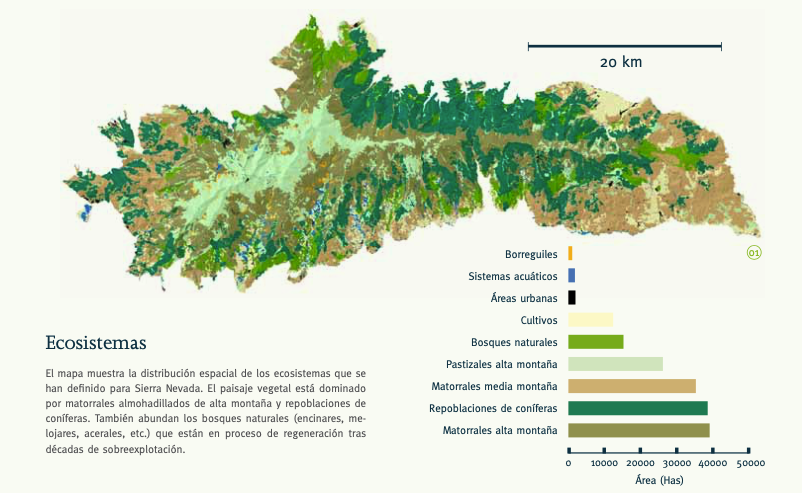 20 km
01
Borreguiles
Sistemas acuáticos
Áreas urbanas
Cultivos
Bosques naturales
Pastizales alta montaña
Matorrales media montaña
Repoblaciones de coníferas
Matorrales alta montaña
0 10000 20000 30000 40000 50000
Área (Has)
Ecosistemas
El mapa muestra la distribución espacial de los ecosistemas que se
han definido para Sierra Nevada. El paisaje vegetal está dominado
por matorrales almohadillados de alta montaña y repoblaciones de
coníferas. También abundan los bosques naturales (encinares, me-
lojares, acerales, etc.) que están en proceso de regeneración tras
décadas de sobreexplotación.